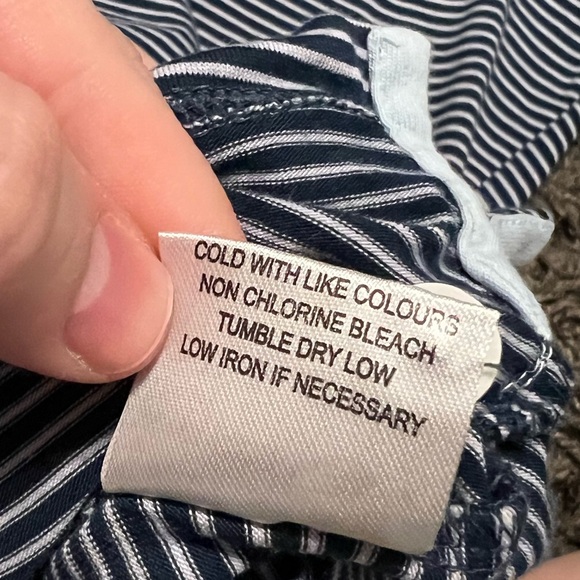 COLD WITH LIKE COLOURS
NON CHLORINE BLEACH
TUMBLE DRY LOW
LOW IRON IF NECESSARY